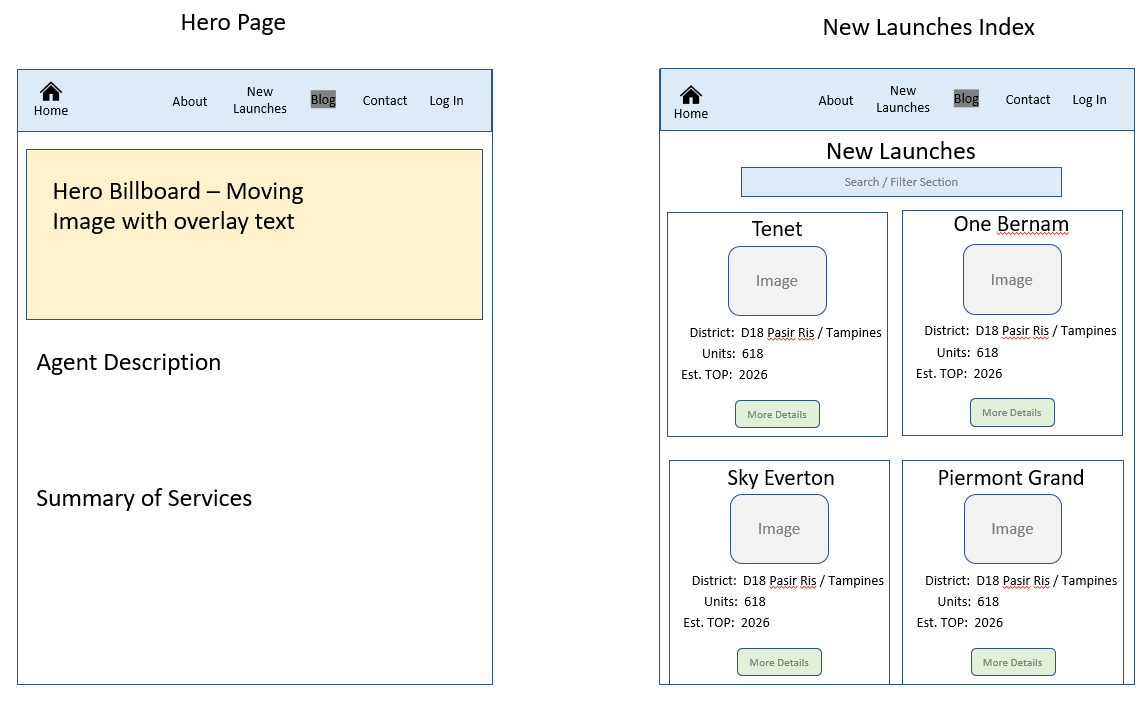 Hero Page
Home
About
New
Launches
Blog
Contact
Log In
Hero Billboard – Moving
Image with overlay text
Agent Description
Summary of Services
New Launches Index
Home
About
New
Launches
Blog
Contact
Log In
New Launches
Search / Filter Section
Tenet
Image
District: D18 Pasir Ris / Tampines
Units: 618
Est. TOP: 2026
More Details
One Bernam
Image
District: D18 Pasir Ris / Tampines
Units: 618
Est. TOP: 2026
More Details
Sky Everton
Image
District: D18 Pasir Ris / Tampines
Units: 618
Est. TOP: 2026
More Details
Piermont Grand
Image
District: D18 Pasir Ris / Tampines
Units: 618
Est. TOP: 2026
More Details